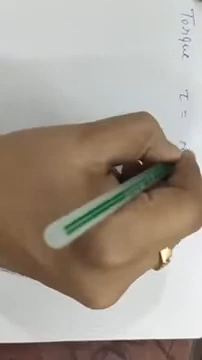 Torque τ =